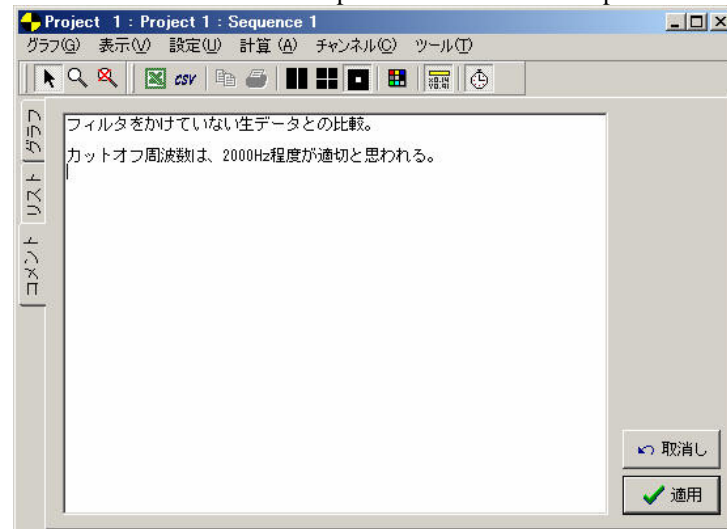 Project 1 : Project 1 : Sequence 1
グラフ(G) 表示(V) 設定(U) 計算 (A) チャンネル(C) ツール(T)
csv
グラフ
リスト
コメント
フィルタをかけていない生データとの比較。
カットオフ周波数は、2000Hz程度が適切と思われる。
取消し
適用